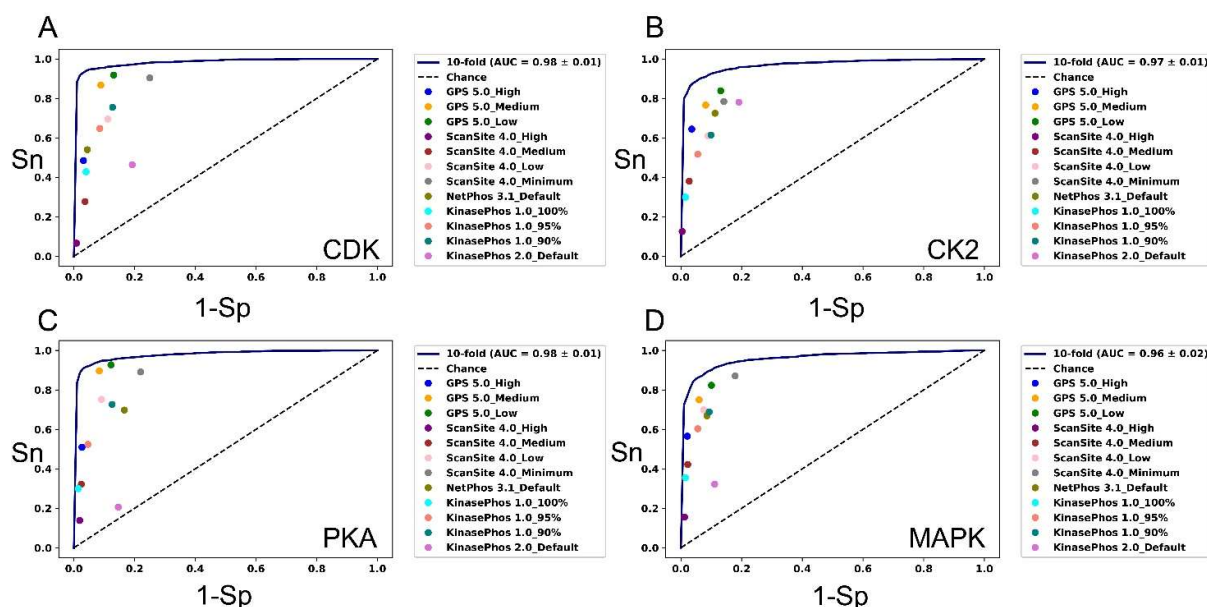 A
1.0
0.8
0.6
0.4
0.2
0.0
Sn
0.0 0.2 0.4 0.6 0.8 1.0
1-Sp
CDK
10-fold (AUC = 0.98 ± 0.01)
Chance
GPS 5.0_High
GPS 5.0_Medium
GPS 5.0_Low
ScanSite 4.0_High
ScanSite 4.0_Medium
ScanSite 4.0_Low
ScanSite 4.0_Minimum
NetPhos 3.1_Default
KinasePhos 1.0_100%
KinasePhos 1.0_95%
KinasePhos 1.0_90%
KinasePhos 2.0_Default
B
1.0
0.8
0.6
0.4
0.2
0.0
Sn
0.0 0.2 0.4 0.6 0.8 1.0
1-Sp
CK2
10-fold (AUC = 0.97 ± 0.01)
Chance
GPS 5.0_High
GPS 5.0_Medium
GPS 5.0_Low
ScanSite 4.0_High
ScanSite 4.0_Medium
ScanSite 4.0_Low
ScanSite 4.0_Minimum
NetPhos 3.1_Default
KinasePhos 1.0_100%
KinasePhos 1.0_95%
KinasePhos 1.0_90%
KinasePhos 2.0_Default
C
1.0
0.8
0.6
0.4
0.2
0.0
Sn
0.0 0.2 0.4 0.6 0.8 1.0
1-Sp
PKA
10-fold (AUC = 0.98 ± 0.01)
Chance
GPS 5.0_High
GPS 5.0_Medium
GPS 5.0_Low
ScanSite 4.0_High
ScanSite 4.0_Medium
ScanSite 4.0_Low
ScanSite 4.0_Minimum
NetPhos 3.1_Default
KinasePhos 1.0_100%
KinasePhos 1.0_95%
KinasePhos 1.0_90%
KinasePhos 2.0_Default
D
1.0
0.8
0.6
0.4
0.2
0.0
Sn
0.0 0.2 0.4 0.6 0.8 1.0
1-Sp
MAPK
10-fold (AUC = 0.96 ± 0.02)
Chance
GPS 5.0_High
GPS 5.0_Medium
GPS 5.0_Low
ScanSite 4.0_High
ScanSite 4.0_Medium
ScanSite 4.0_Low
ScanSite 4.0_Minimum
NetPhos 3.1_Default
KinasePhos 1.0_100%
KinasePhos 1.0_95%
KinasePhos 1.0_90%
KinasePhos 2.0_Default